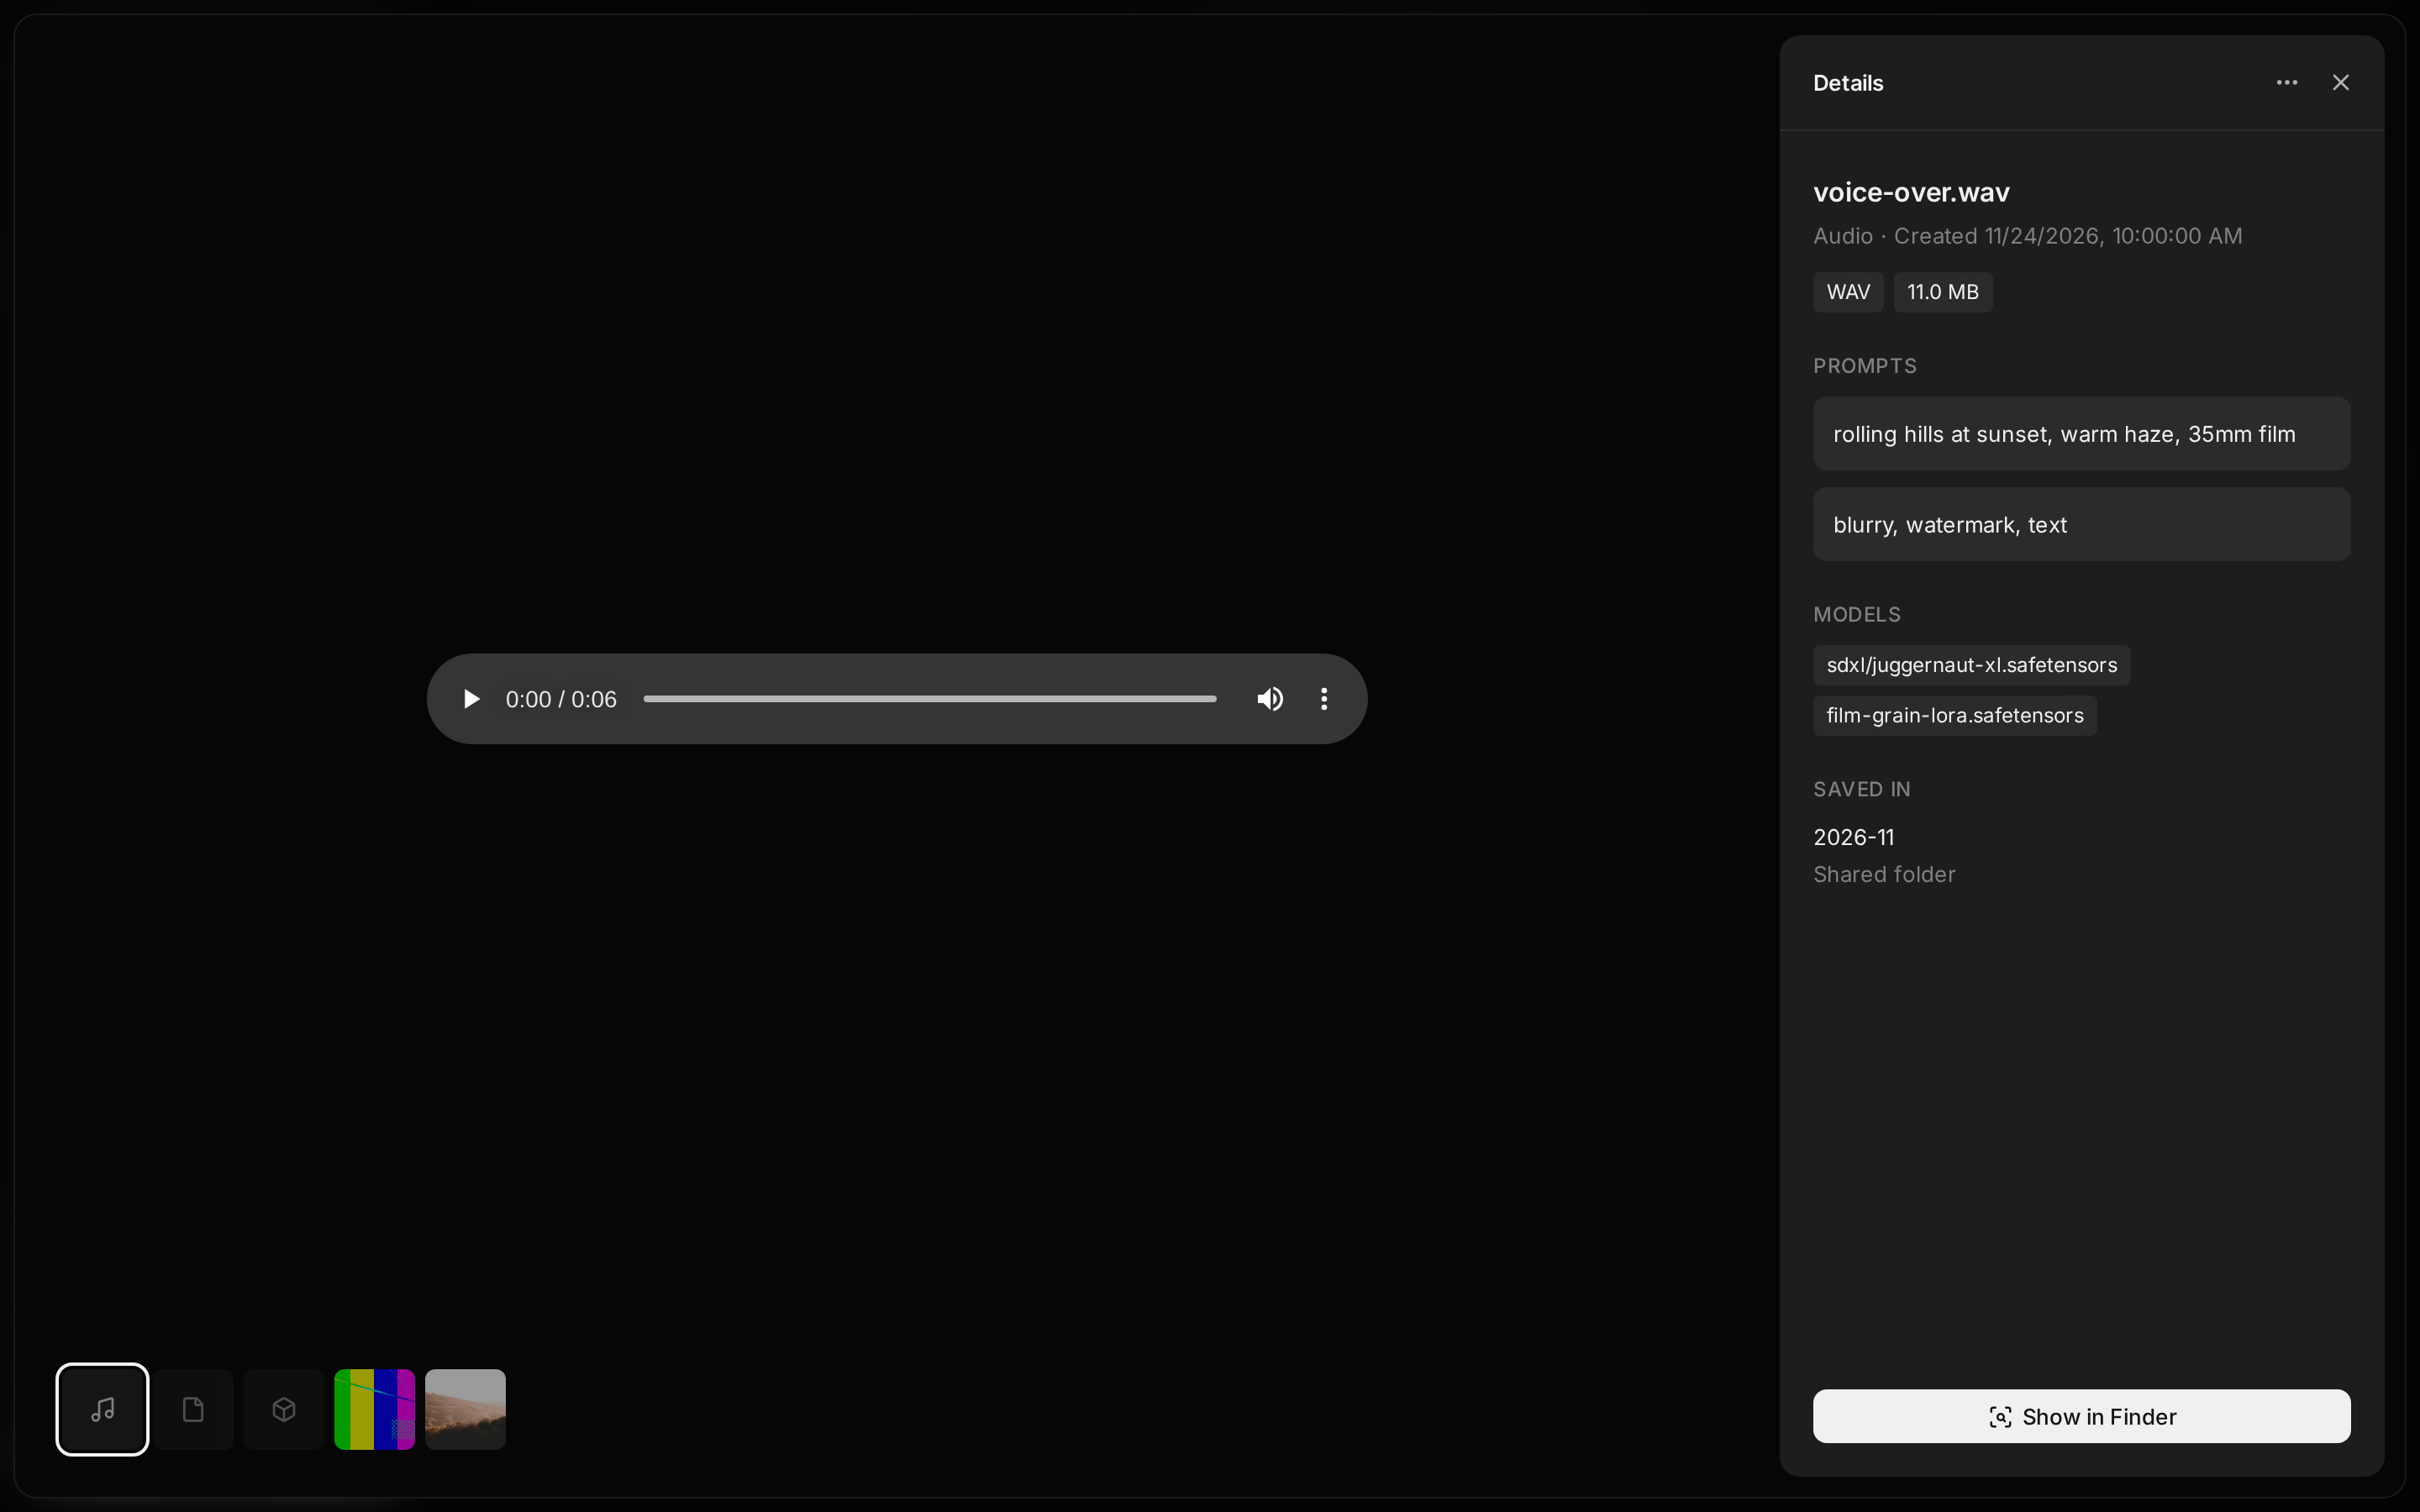 Details
voice-over.wav
Audio · Created 11/24/2026, 10:00:00 AM
WAV
11.0 MB
PROMPTS
rolling hills at sunset, warm haze, 35mm film
blurry, watermark, text
MODELS
sdxl/juggernaut-xl.safetensors
film-grain-lora.safetensors
SAVED IN
2026-11
Shared folder
0:00 / 0:06
Show in Finder